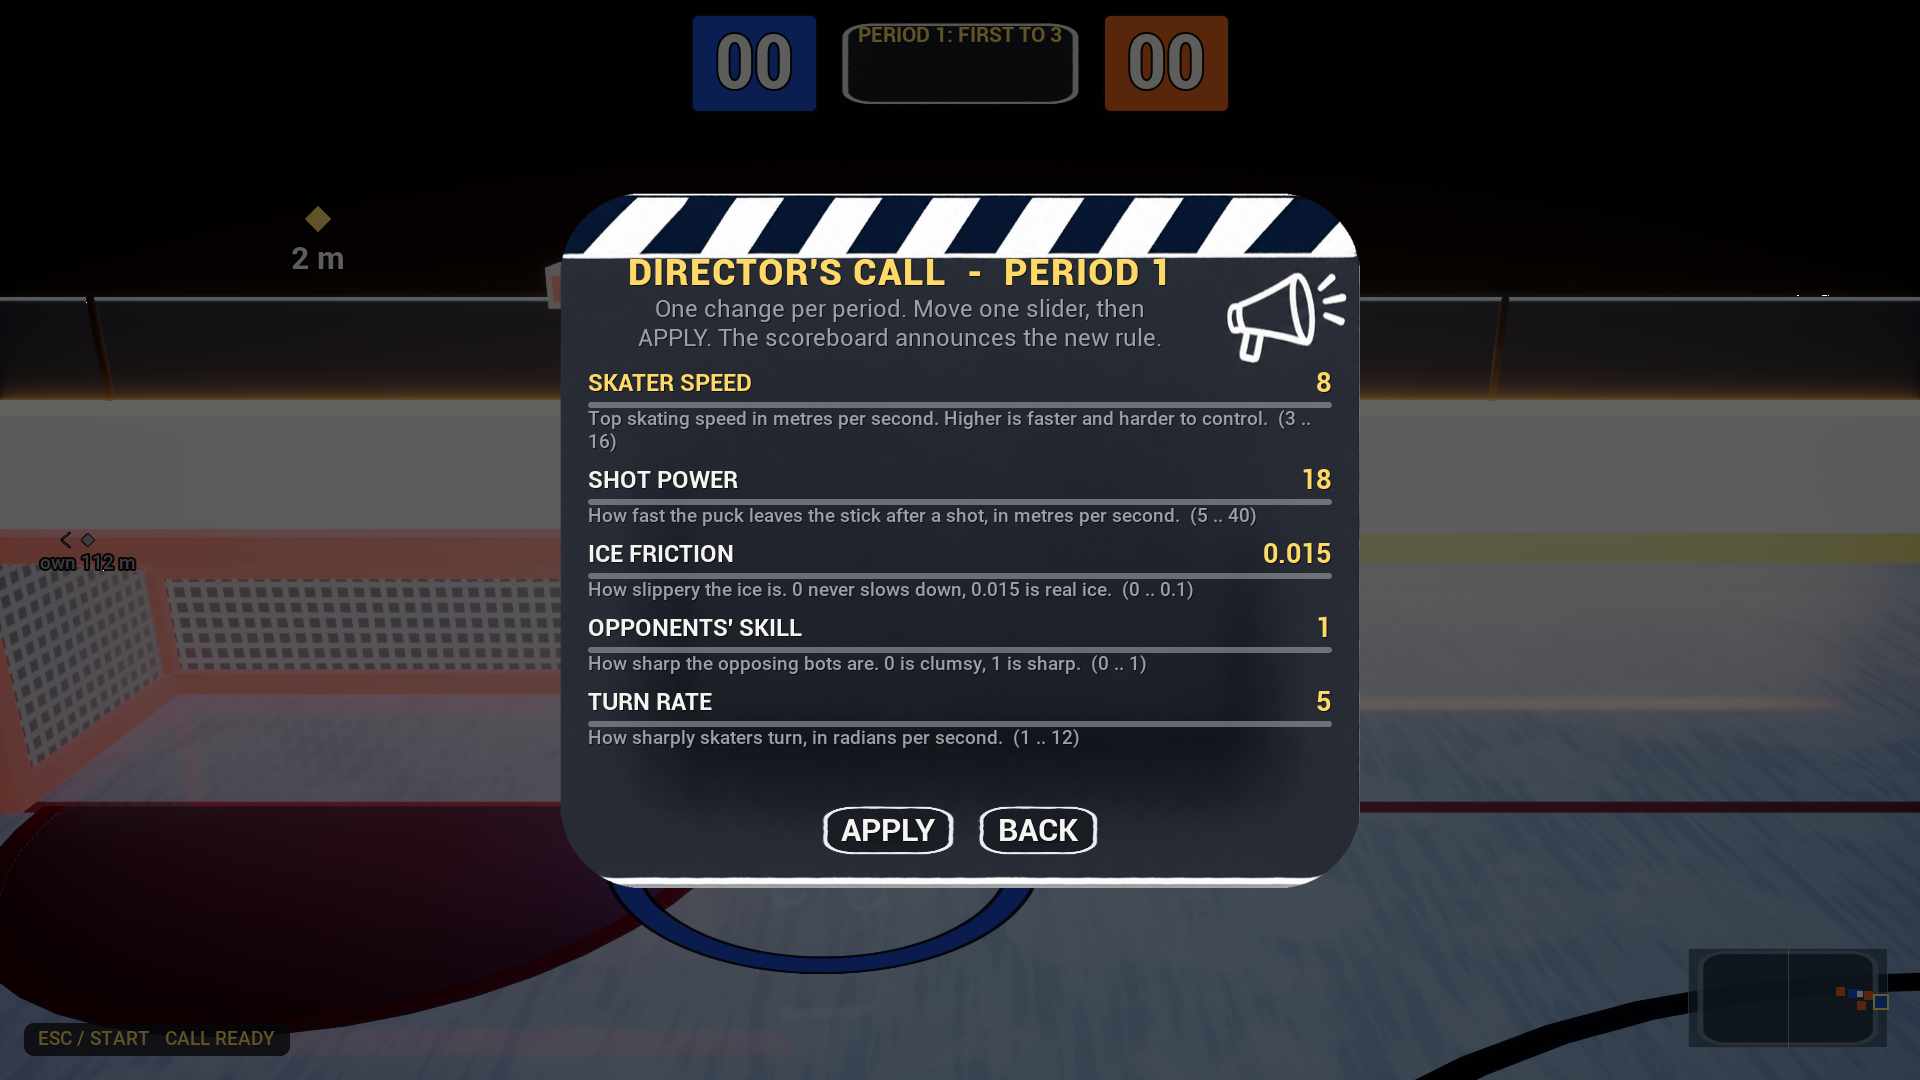 00
PERIOD 1: FIRST TO 3
00
2 m
DIRECTOR'S CALL - PERIOD 1
One change per period. Move one slider, then
APPLY. The scoreboard announces the new rule.
SKATER SPEED 8
Top skating speed in metres per second. Higher is faster and harder to control. (3 ..
16)
SHOT POWER 18
How fast the puck leaves the stick after a shot, in metres per second. (5 .. 40)
< own 112 m
ICE FRICTION 0.015
How slippery the ice is. 0 never slows down, 0.015 is real ice. (0 .. 0.1)
OPPONENTS' SKILL 1
How sharp the opposing bots are. 0 is clumsy, 1 is sharp. (0 .. 1)
TURN RATE 5
How sharply skaters turn, in radians per second. (1 .. 12)
APPLY BACK
ESC / START CALL READY